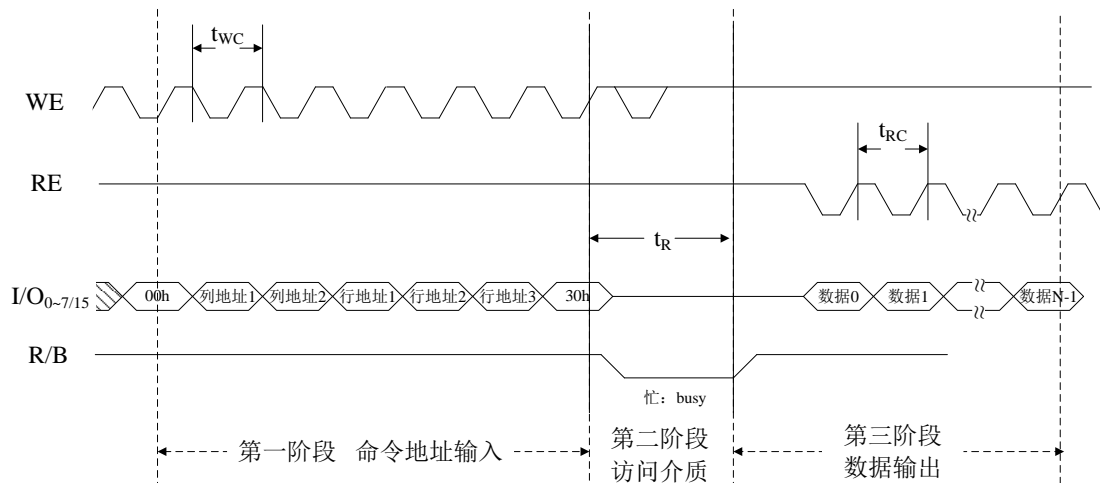 tWC
WE
tRC
RE
tR
I/O0~7/15
00h 列地址1 列地址2 行地址1 行地址2 行地址3 30h 数据0 数据1 数据N-1
R/B
忙：busy
第一阶段 命令地址输入
第二阶段
访问介质
第三阶段
数据输出